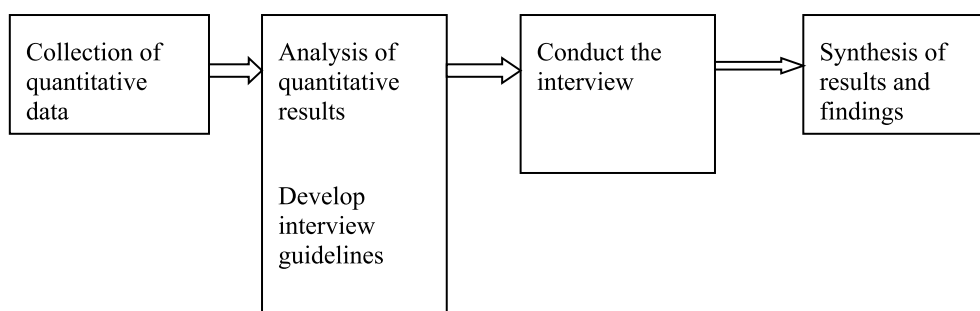 Collection of
quantitative
data
Analysis of
quantitative
results
Develop
interview
guidelines
Conduct the
interview
Synthesis of
results and
findings